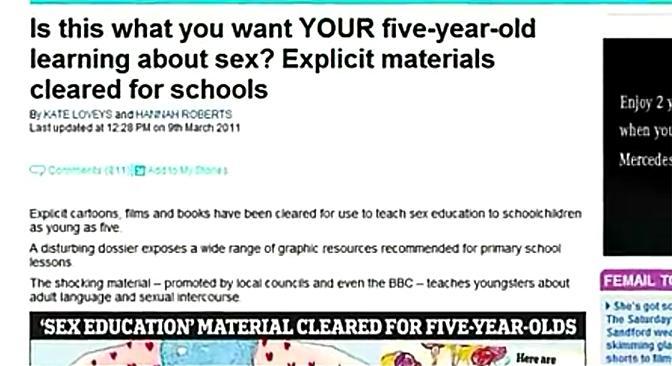 Is this what you want YOUR five-year-old
learning about sex? Explicit materials
cleared for schools
By KATE LOVEYS and HANNAH ROBERTS
Last updated at 12:28 PM on 9th March 2011
Comments (211) Add to My Stories
Explicit cartoons, films and books have been cleared for use to teach sex education to schoolchildren
as young as five.
A disturbing dossier exposes a wide range of graphic resources recommended for primary school
lessons.
The shocking material – promoted by local councils and even the BBC – teaches youngsters about
adult language and sexual intercourse.
'SEX EDUCATION' MATERIAL CLEARED FOR FIVE-YEAR-OLDS
Here are
Enjoy 2 y
when you
Mercedes
FEMAIL TO
She's got so
The Saturday
Sandford wea
skimming gla
shorts to film